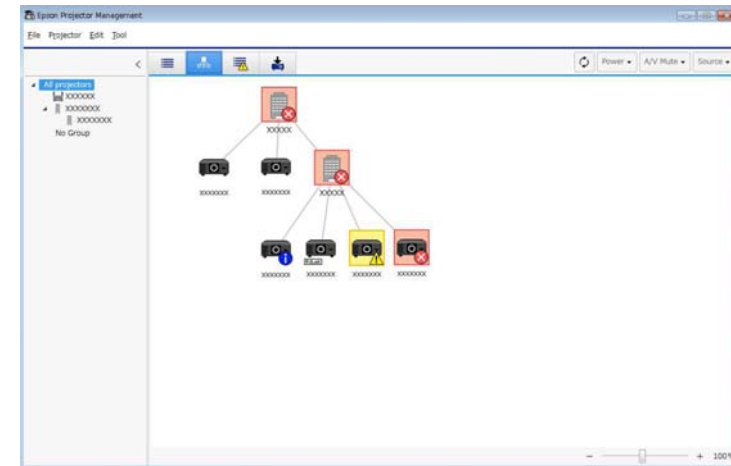 Epson Projector Management
File Projector Edit Tool
Power
A/V Mute
Source
All projectors
XXXXXX
XXXXXXX
XXXXXXX
No Group
XXXXX
XXXXXXX
XXXXXXX
XXXXX
XXXXXXX
XXXXXXX
XXXXXXX
XXXXXXX
- + 100%